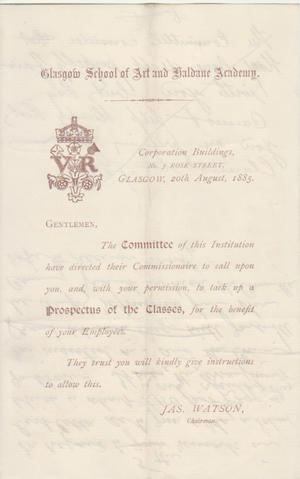 Glasgow School of Art and Haldane Academy.
V R
Corporation Buildings,
No. 3 ROSE STREET,
GLASGOW, 20th August, 1885.
GENTLEMEN,
The Committee of this Institution
have directed their Commissionaire to call upon
you, and, with your permission, to tack up a
Prospectus of the Classes, for the benefit
of your Employees.
They trust you will kindly give instructions
to allow this.
JAS. WATSON,
Chairman.